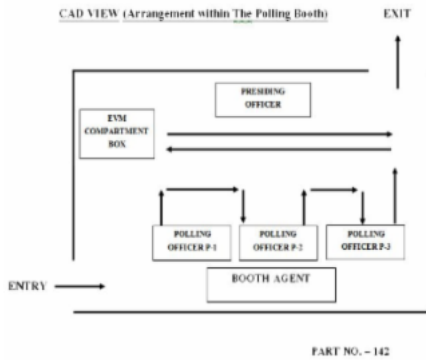 CAD VIEW (Arrangement within The Polling Booth)
EXIT
PRESIDING
OFFICER
EVM
COMPARTMENT
BOX
POLLING
OFFICER P-1
POLLING
OFFICER P-2
POLLING
OFFICER P-3
BOOTH AGENT
ENTRY
PART NO. – 142